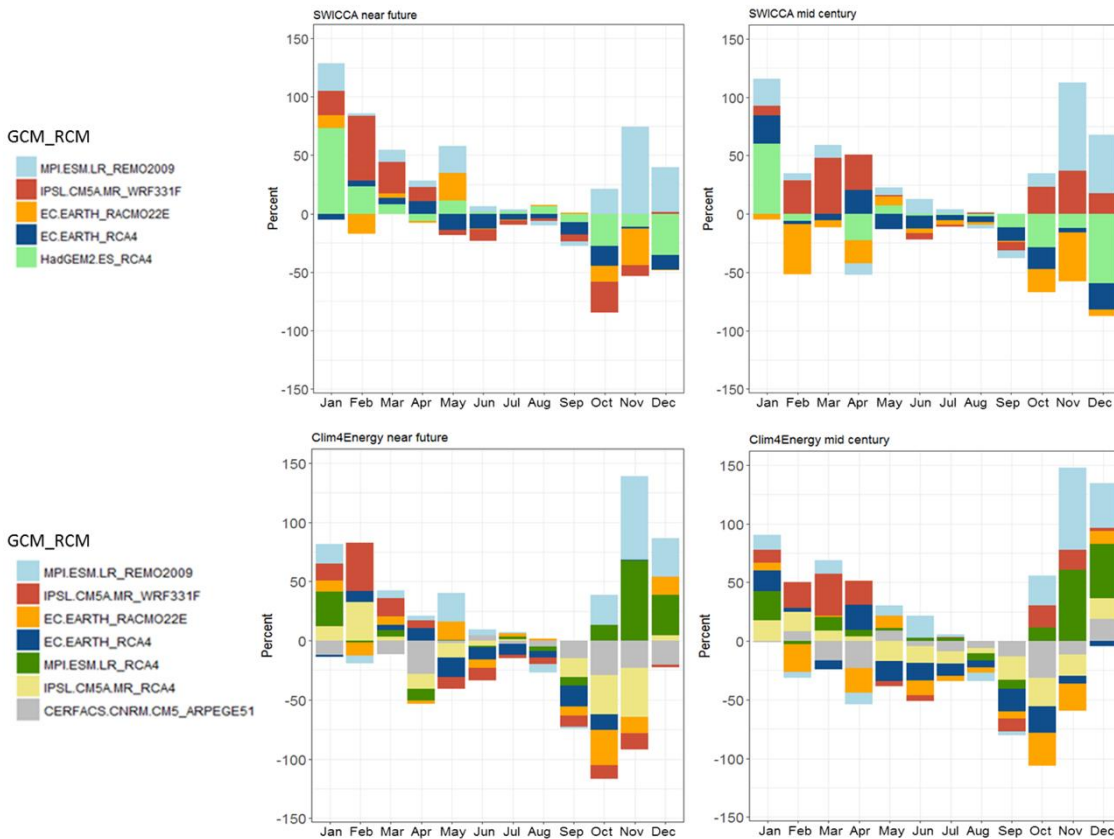 SWICCA near future
150
100
50
0
-50
-100
-150
Percent
Jan Feb Mar Apr May Jun Jul Aug Sep Oct Nov Dec
SWICCA mid century
150
100
50
0
-50
-100
-150
Percent
Jan Feb Mar Apr May Jun Jul Aug Sep Oct Nov Dec
GCM_RCM
MPI.ESM.LR_REMO2009
IPSL.CM5A.MR_WRF331F
EC.EARTH_RACMO22E
EC.EARTH_RCA4
HadGEM2.ES_RCA4
Clim4Energy near future
150
100
50
0
-50
-100
-150
Percent
Jan Feb Mar Apr May Jun Jul Aug Sep Oct Nov Dec
Clim4Energy mid century
150
100
50
0
-50
-100
-150
Percent
Jan Feb Mar Apr May Jun Jul Aug Sep Oct Nov Dec
GCM_RCM
MPI.ESM.LR_REMO2009
IPSL.CM5A.MR_WRF331F
EC.EARTH_RACMO22E
EC.EARTH_RCA4
MPI.ESM.LR_RCA4
IPSL.CM5A.MR_RCA4
CERFACS.CNRM.CM5_ARPEGE51